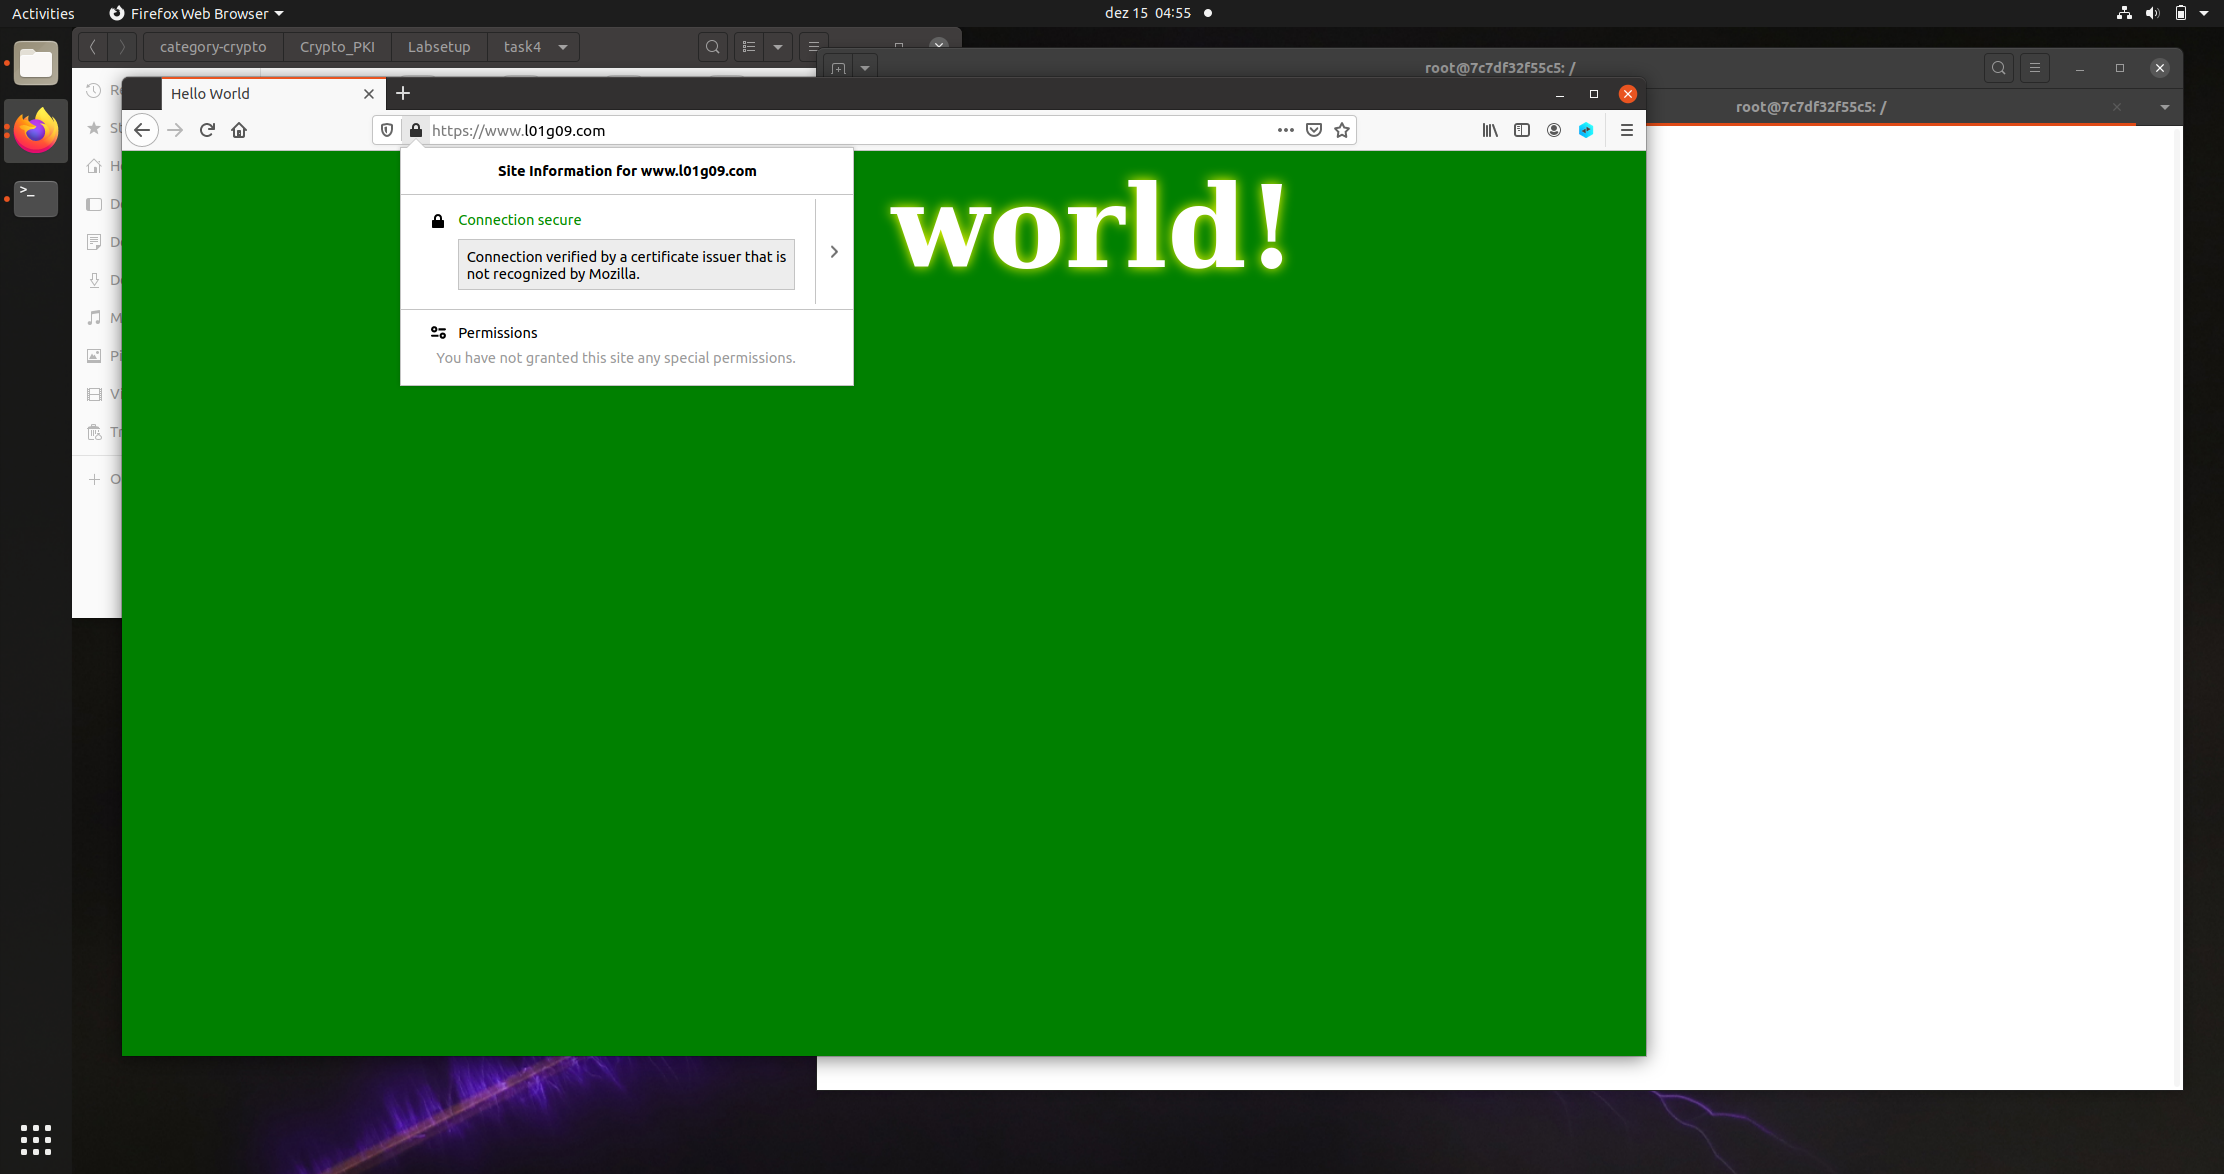 Activities
Firefox Web Browser
dez 15 04:55
category-crypto
Crypto_PKI
Labsetup
task4
root@7c7df32f55c5: /
root@7c7df32f55c5: /
Hello World
https://www.l01g09.com
Site Information for www.l01g09.com
Connection secure
Connection verified by a certificate issuer that is
not recognized by Mozilla.
Permissions
You have not granted this site any special permissions.
world!